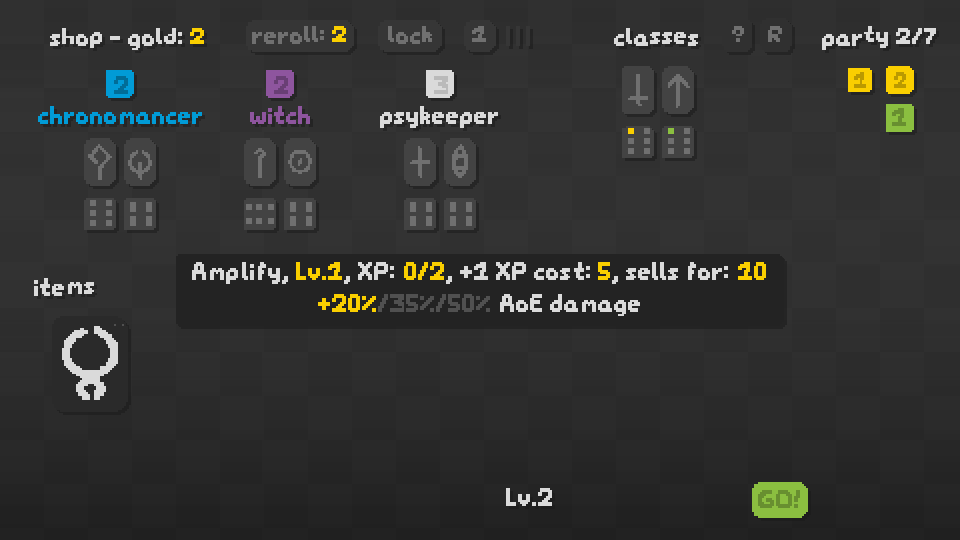 shop - gold: 2 reroll: 2 lock 1 classes ? R party 2/7
2 2 3 1 2
chronomancer witch psykeeper 1
Amplify, Lv.1, XP: 0/2, +1 XP cost: 5, sells for: 10
+20%/35%/50% AoE damage
items
Lv.2 GO!